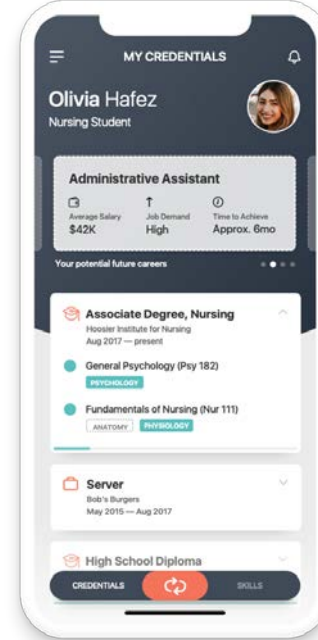 MY CREDENTIALS
Olivia Hafez
Nursing Student
Administrative Assistant
Average Salary Job Demand Time to Achieve
$42K High Approx. 6mo
Your potential future careers
Associate Degree, Nursing
Hoosier Institute for Nursing
Aug 2017 — present
General Psychology (Psy 182)
PSYCHOLOGY
Fundamentals of Nursing (Nur 111)
ANATOMY PHYSIOLOGY
Server
Bob's Burgers
May 2015 — Aug 2017
High School Diploma
CREDENTIALS SKILLS